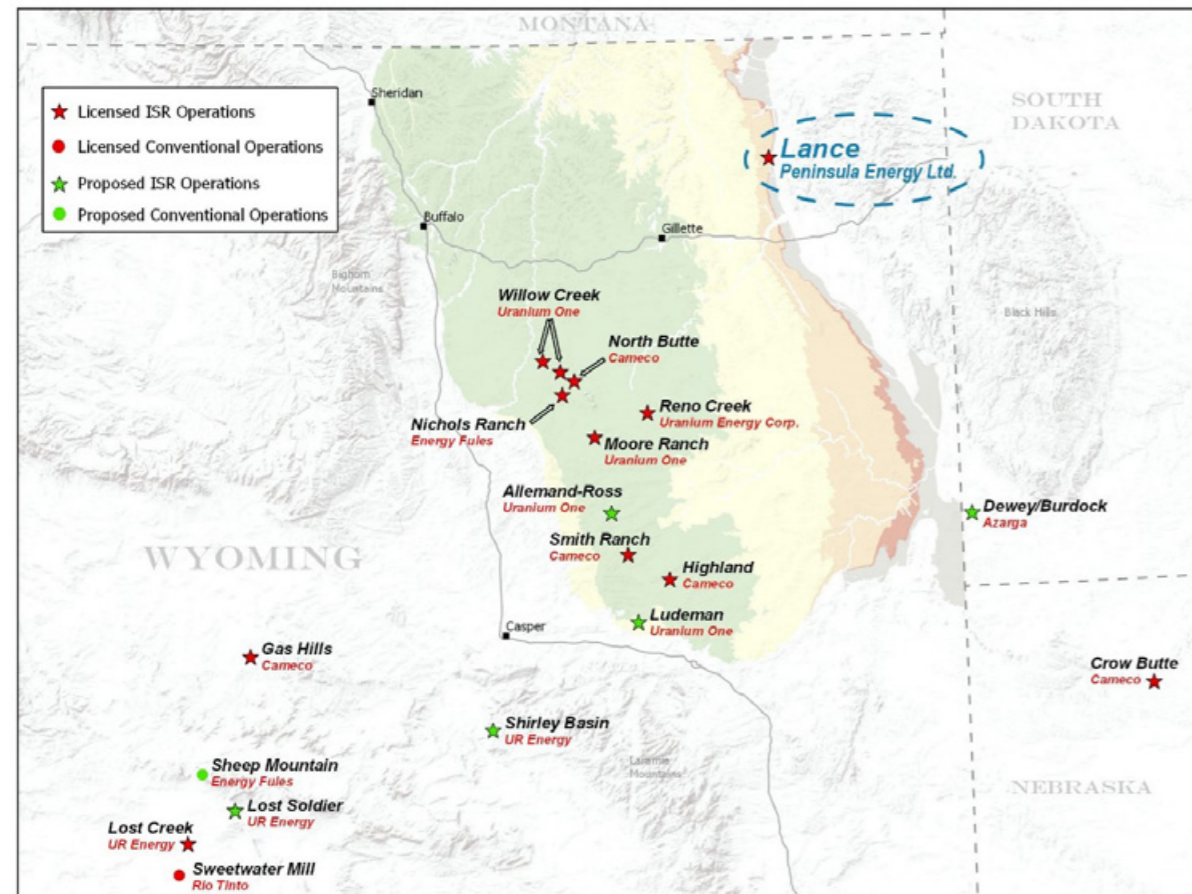 MONTANA
Licensed ISR Operations
Licensed Conventional Operations
Proposed ISR Operations
Proposed Conventional Operations
Sheridan
SOUTH
DAKOTA
Lance
Peninsula Energy Ltd.
Buffalo
Gillette
Bighorn
Mountains
Black Hills
Willow Creek
Uranium One
North Butte
Cameco
Nichols Ranch
Energy Fules
Reno Creek
Uranium Energy Corp.
Moore Ranch
Uranium One
Allemand-Ross
Uranium One
Dewey/Burdock
Azarga
WYOMING
Smith Ranch
Cameco
Highland
Cameco
Ludeman
Uranium One
Casper
Gas Hills
Cameco
Crow Butte
Cameco
Shirley Basin
UR Energy
Laramie
Mountains
Sheep Mountain
Energy Fules
NEBRASKA
Lost Soldier
UR Energy
Lost Creek
UR Energy
Sweetwater Mill
Rio Tinto